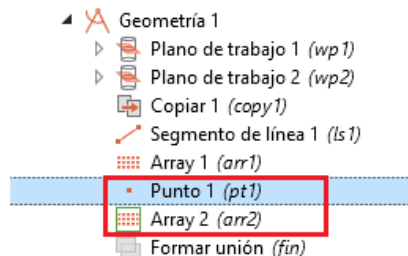 Geometría 1
Plano de trabajo 1 (wp1)
Plano de trabajo 2 (wp2)
Copiar 1 (copy1)
Segmento de línea 1 (ls1)
Array 1 (arr1)
Punto 1 (pt1)
Array 2 (arr2)
Formar unión (fin)